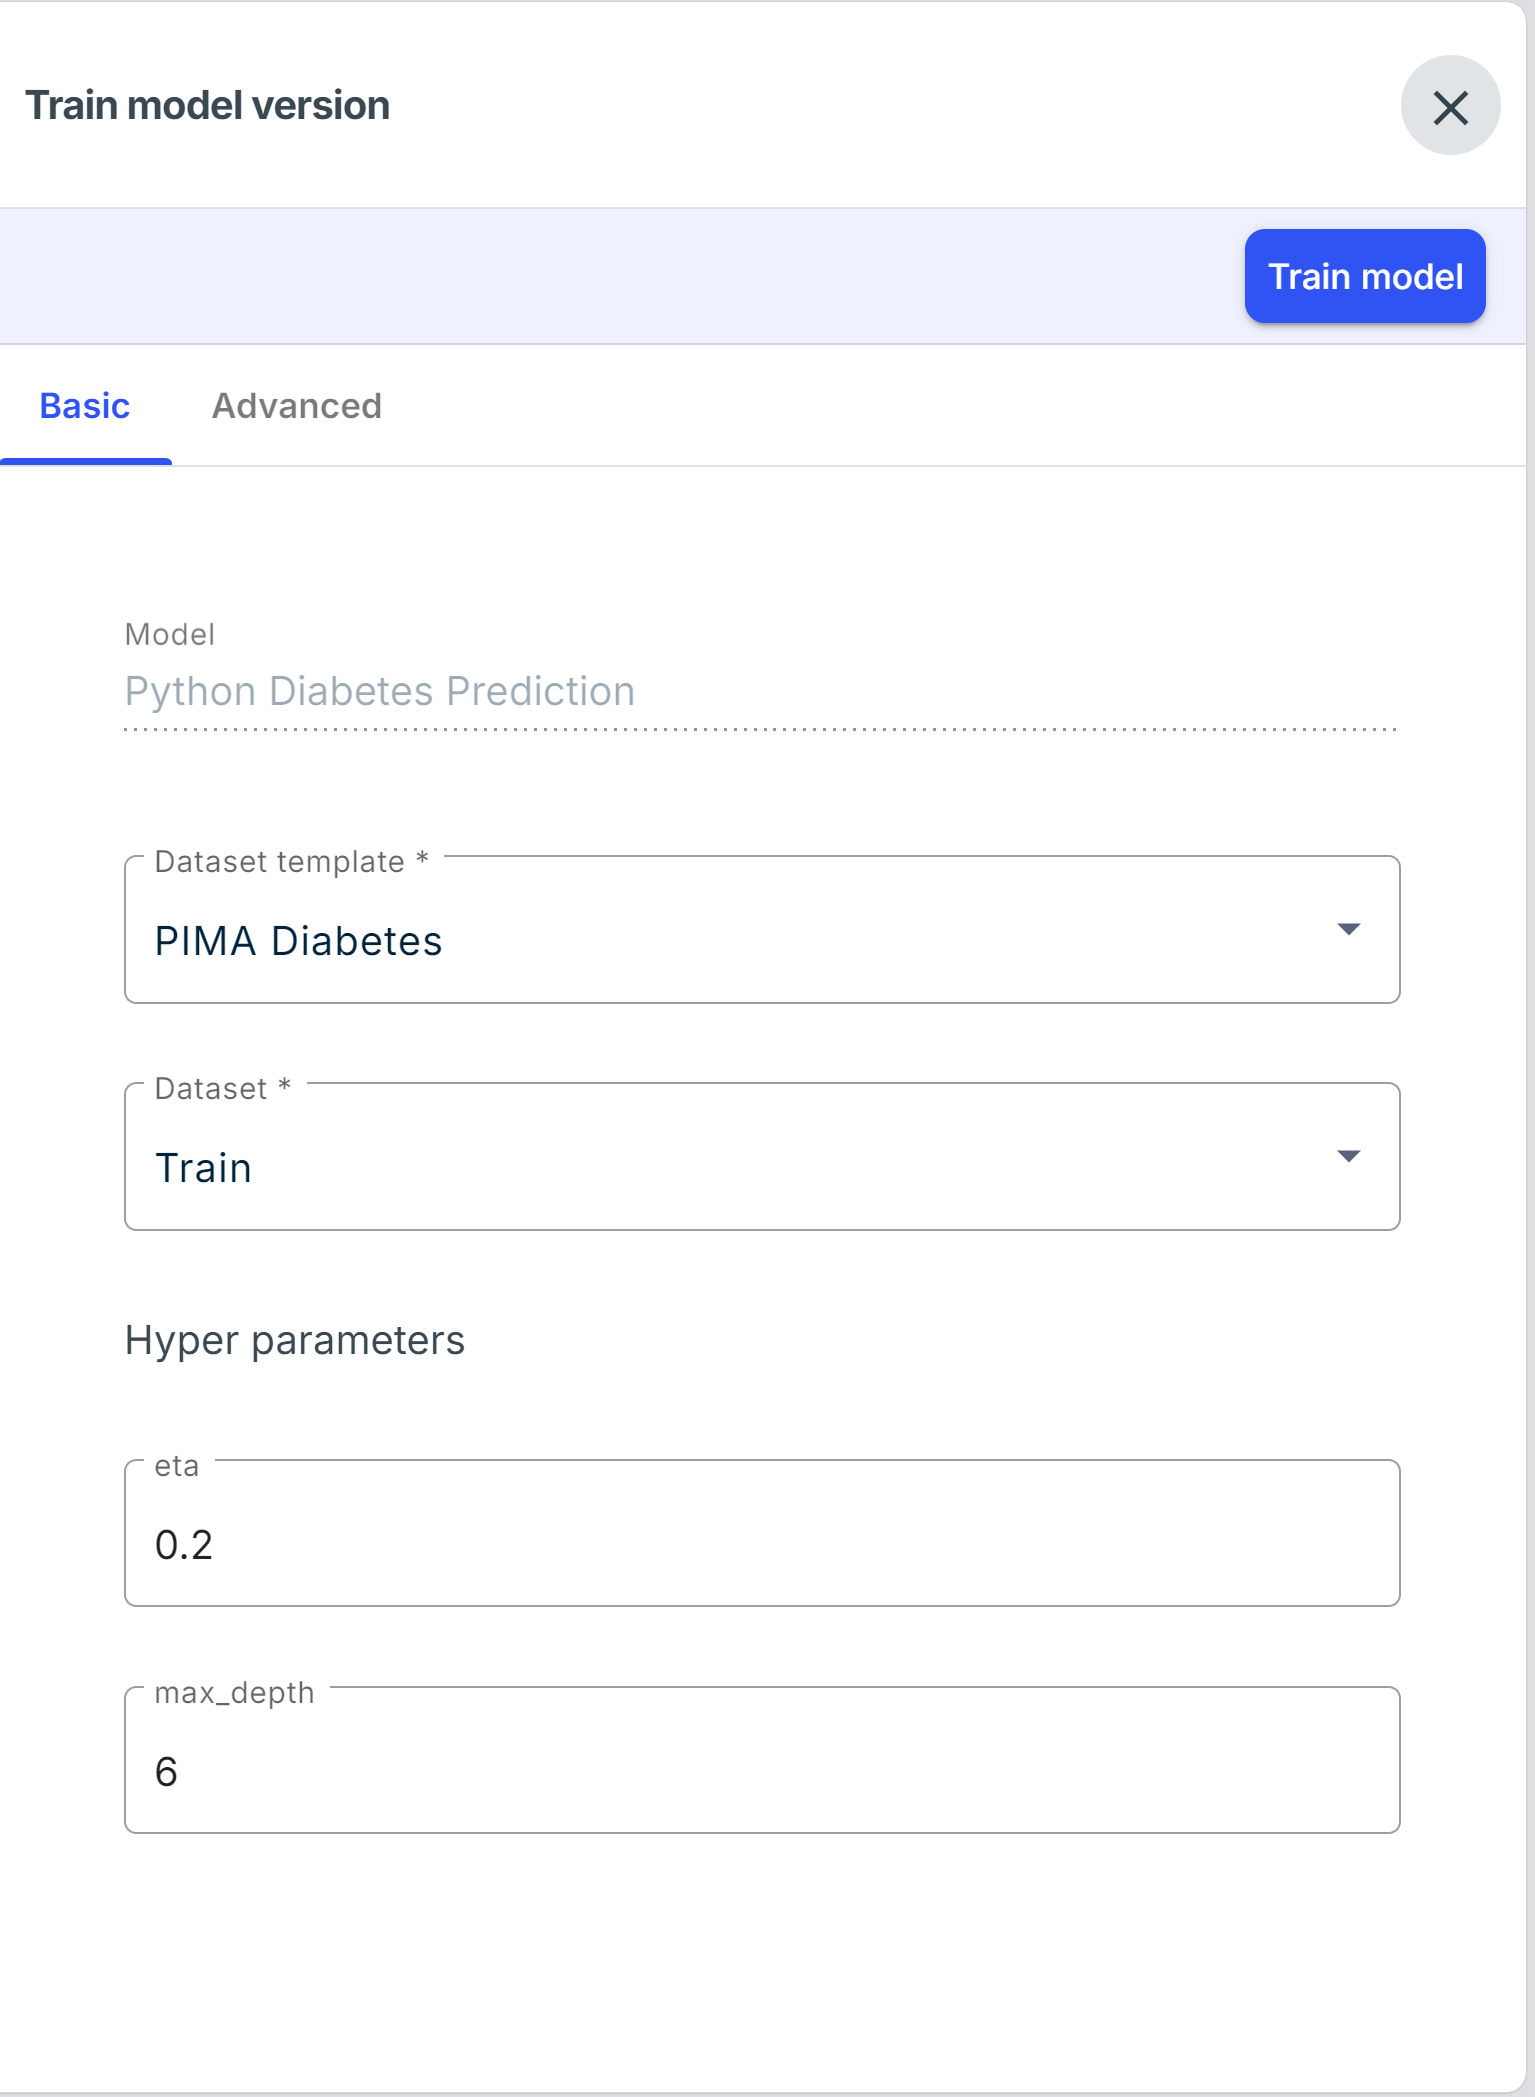 Train model version
Train model
Basic Advanced
Model
Python Diabetes Prediction
Dataset template *
PIMA Diabetes
Dataset *
Train
Hyper parameters
eta
0.2
max_depth
6